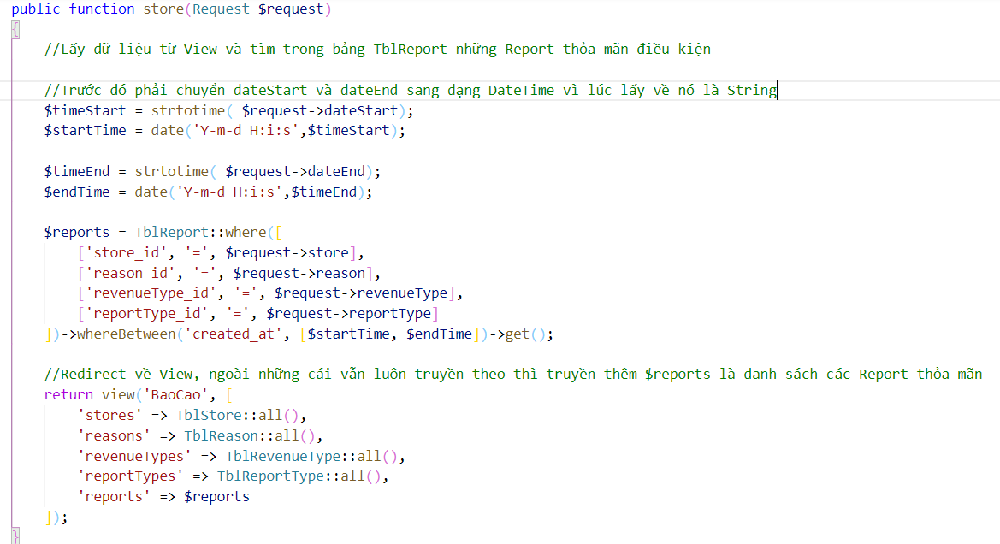 public function store(Request $request)
{
    //Lấy dữ liệu từ View và tìm trong bảng TblReport những Report thỏa mãn điều kiện
    //Trước đó phải chuyển dateStart và dateEnd sang dạng DateTime vì lúc lấy về nó là String
    $timeStart = strtotime( $request->dateStart);
    $startTime = date('Y-m-d H:i:s',$timeStart);
    $timeEnd = strtotime( $request->dateEnd);
    $endTime = date('Y-m-d H:i:s',$timeEnd);
    $reports = TblReport::where([
        ['store_id', '=', $request->store],
        ['reason_id', '=', $request->reason],
        ['revenueType_id', '=', $request->revenueType],
        ['reportType_id', '=', $request->reportType]
    ])->whereBetween('created_at', [$startTime, $endTime])->get();
    //Redirect về View, ngoài những cái vẫn luôn truyền theo thì truyền thêm $reports là danh sách các Report thỏa mãn
    return view('BaoCao', [
        'stores' => TblStore::all(),
        'reasons' => TblReason::all(),
        'revenueTypes' => TblRevenueType::all(),
        'reportTypes' => TblReportType::all(),
        'reports' => $reports
    ]);
}